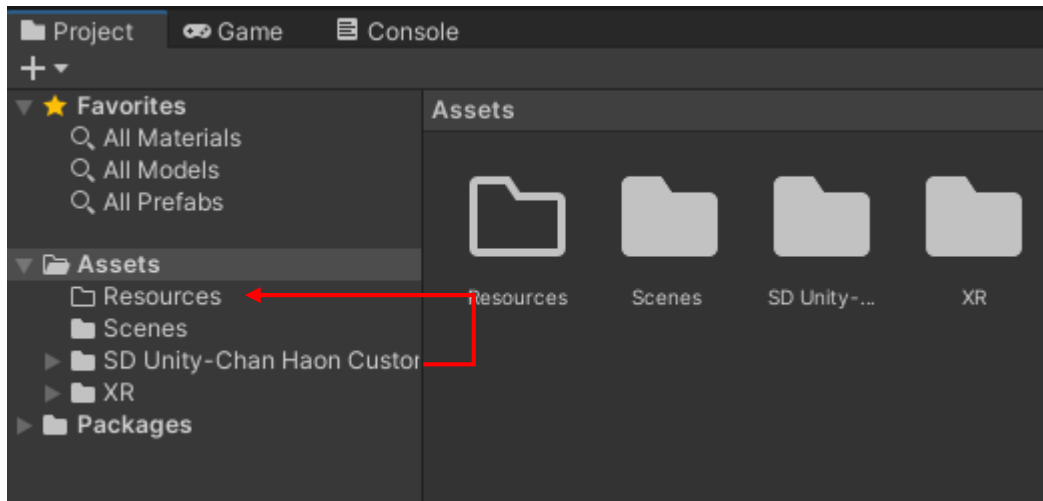 Project
Game
Console
Favorites
All Materials
All Models
All Prefabs
Assets
Resources
Scenes
SD Unity-Chan Haon Custor
XR
Packages
Assets
Resources
Scenes
SD Unity-...
XR